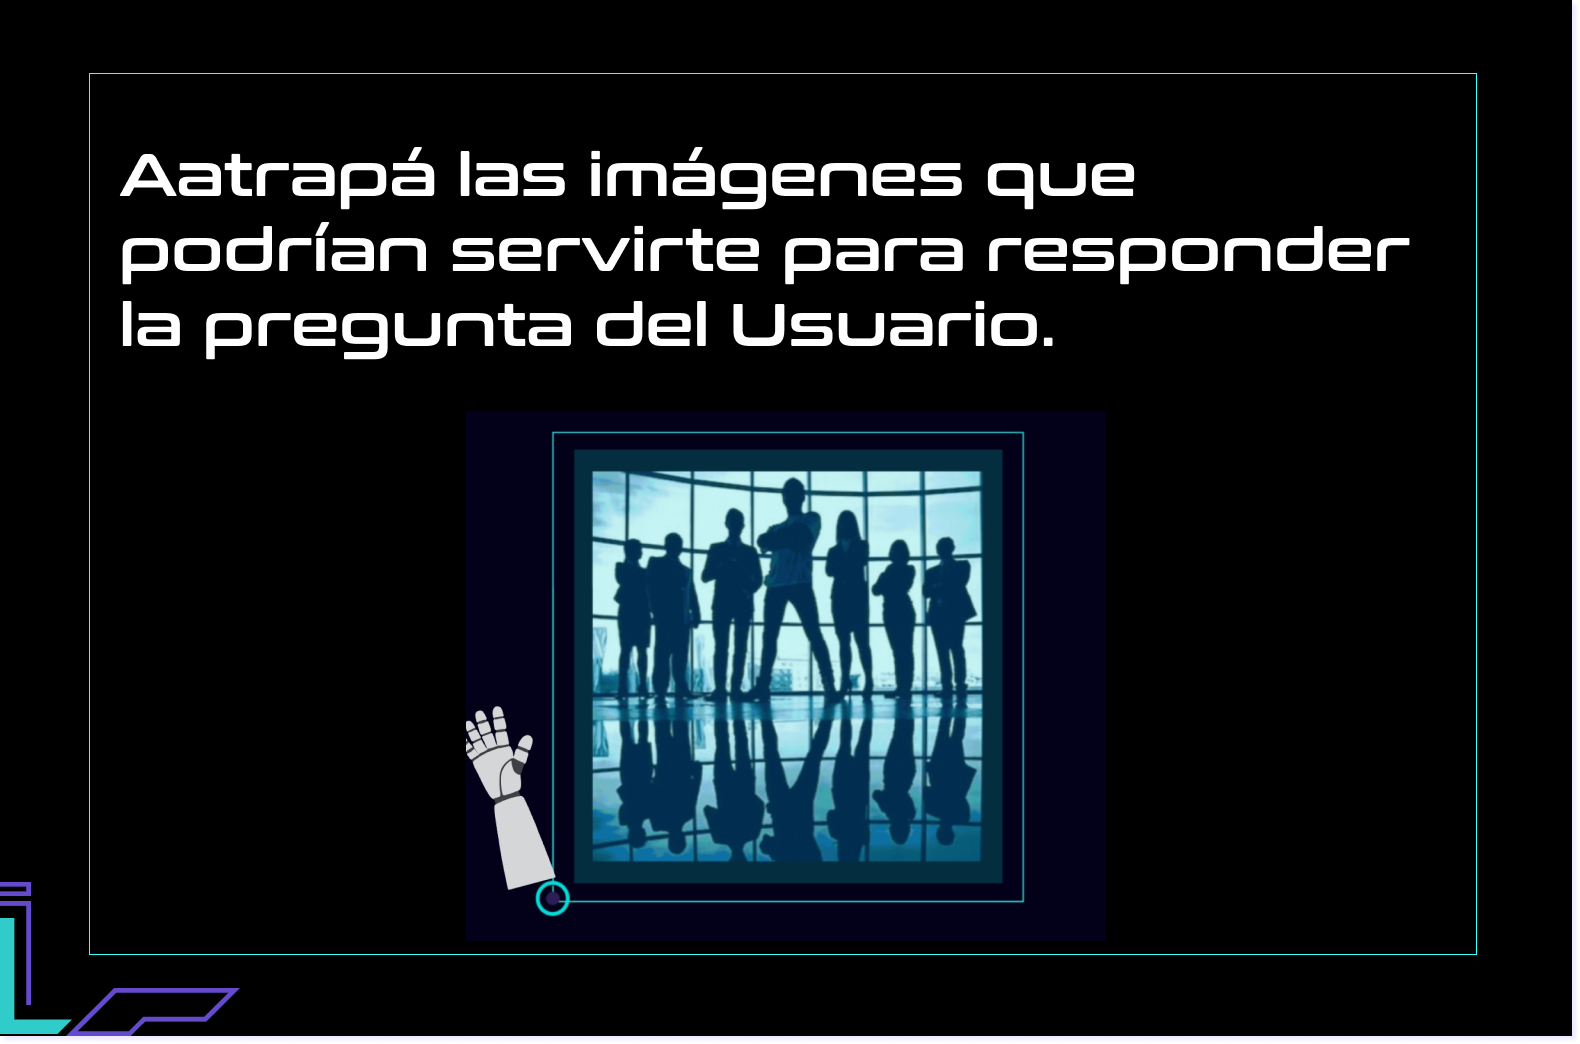 Aatrapá las imágenes que
podrían servirte para responder
la pregunta del Usuario.